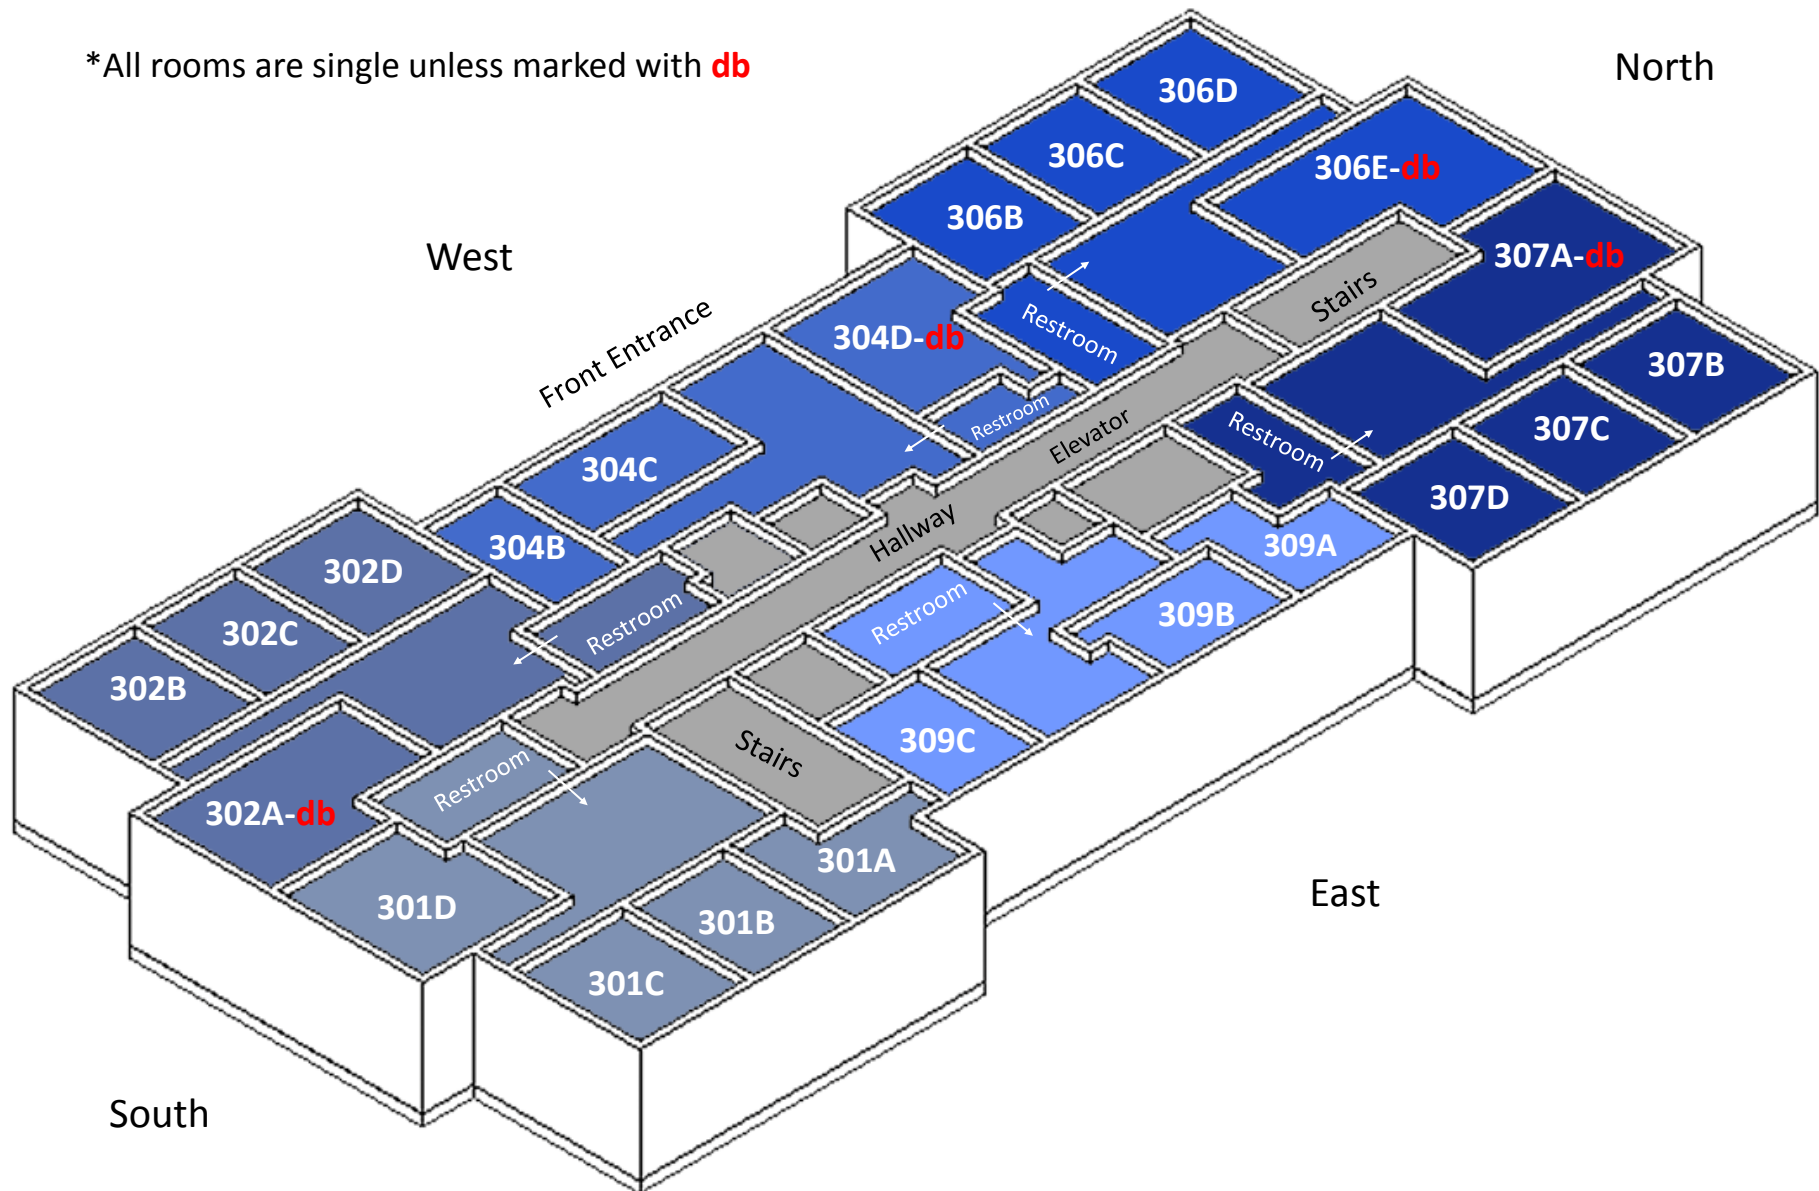 *All rooms are single unless marked with db
North
West
South
East
Front Entrance
306D
306C
306B
306E-db
Restroom
Stairs
307A-db
307B
307C
307D
Restroom
304D-db
304C
304B
Restroom
Elevator
Hallway
309A
309B
309C
Restroom
302D
302C
302B
302A-db
Restroom
Stairs
Restroom
301A
301B
301C
301D